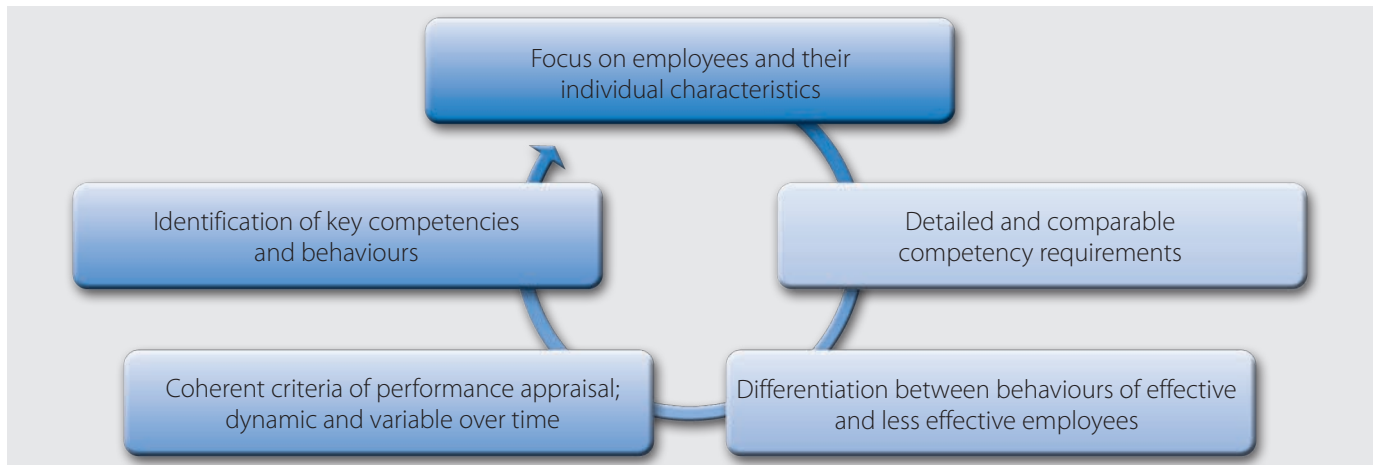 Focus on employees and their
individual characteristics
Detailed and comparable
competency requirements
Differentiation between behaviours of effective
and less effective employees
Coherent criteria of performance appraisal;
dynamic and variable over time
Identification of key competencies
and behaviours